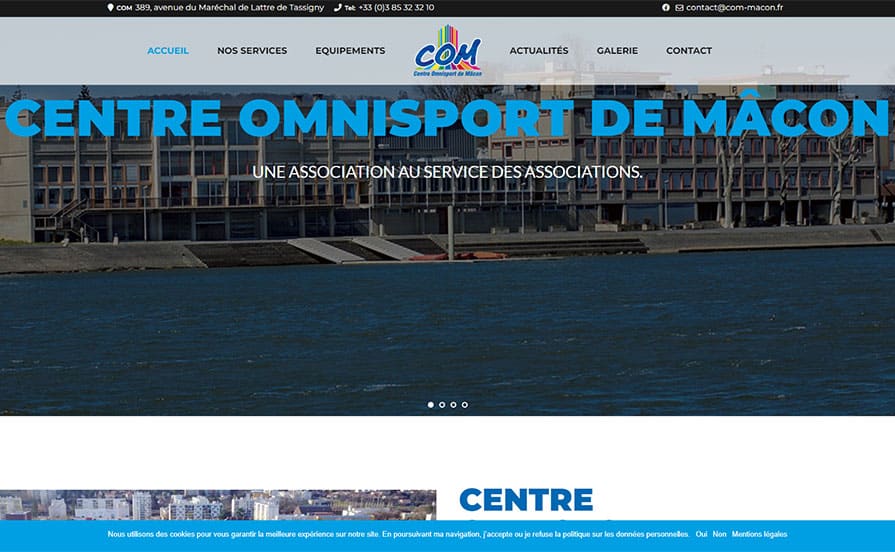 COM 389, avenue du Maréchal de Lattre de Tassigny Tel: +33 (0)3 85 32 32 10 contact@com-macon.fr
ACCUEIL NOS SERVICES EQUIPEMENTS COM ACTUALITÉS GALERIE CONTACT
Centre Omnisport de Mâcon
CENTRE OMNISPORT DE MÂCON
UNE ASSOCIATION AU SERVICE DES ASSOCIATIONS.
CENTRE
Nous utilisons des cookies pour vous garantir la meilleure expérience sur notre site. En poursuivant ma navigation, j'accepte ou je refuse la politique sur les données personnelles. Oui Non Mentions légales